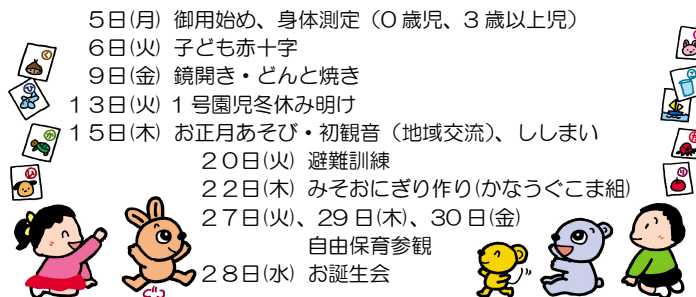 5日(月) 御用始め、身体測定（0歳児、3歳以上児）
6日(火) 子ども赤十字
9日(金) 鏡開き・どんと焼き
13日(火) 1号園児冬休み明け
15日(木) お正月あそび・初観音（地域交流）、ししまい
20日(火) 避難訓練
22日(木) みそおにぎり作り(かなうぐこま組)
27日(火)、29日(木)、30日(金)
自由保育参観
28日(水) お誕生会